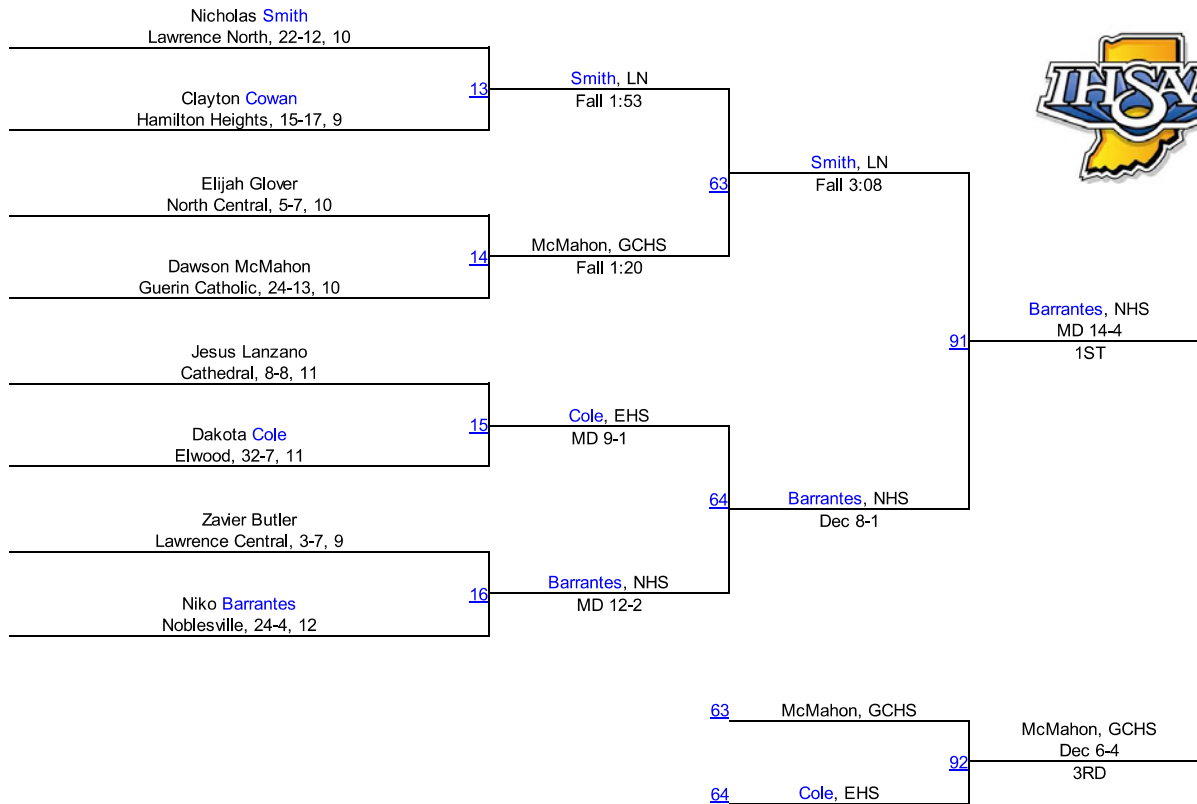 Nicholas Smith
Lawrence North, 22-12, 10
13
Clayton Cowan
Hamilton Heights, 15-17, 9
Smith, LN
Fall 1:53
IHSAA
Elijah Glover
North Central, 5-7, 10
14
Dawson McMahon
Guerin Catholic, 24-13, 10
McMahon, GCHS
Fall 1:20
63
Smith, LN
Fall 3:08
Jesus Lanzano
Cathedral, 8-8, 11
15
Dakota Cole
Elwood, 32-7, 11
Cole, EHS
MD 9-1
Zavier Butler
Lawrence Central, 3-7, 9
16
Niko Barrantes
Noblesville, 24-4, 12
Barrantes, NHS
MD 12-2
64
Barrantes, NHS
Dec 8-1
91
Barrantes, NHS
MD 14-4
1ST
63
McMahon, GCHS
64
Cole, EHS
92
McMahon, GCHS
Dec 6-4
3RD